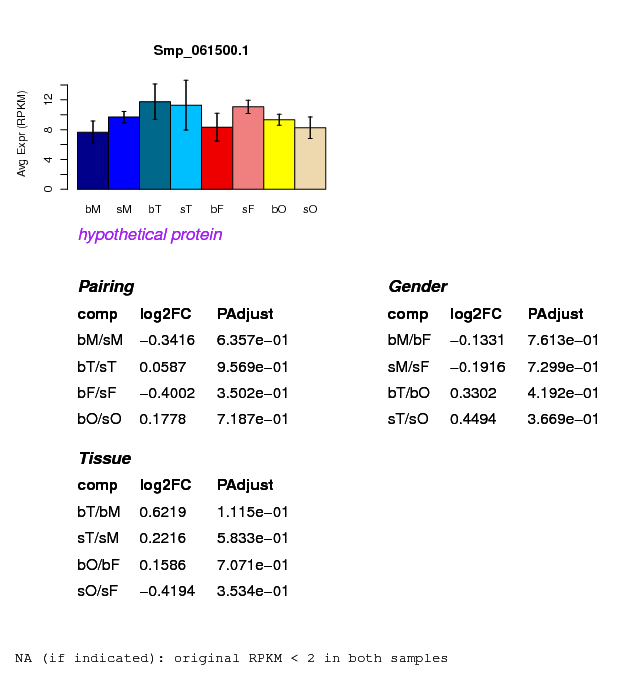 Smp_061500.1
Avg Expr (RPKM)
0 4 8 12
bM sM bT sT bF sF bO sO
hypothetical protein
Pairing
comp log2FC PAdjust
bM/sM −0.3416 6.357e−01
bT/sT 0.0587 9.569e−01
bF/sF −0.4002 3.502e−01
bO/sO 0.1778 7.187e−01
Gender
comp log2FC PAdjust
bM/bF −0.1331 7.613e−01
sM/sF −0.1916 7.299e−01
bT/bO 0.3302 4.192e−01
sT/sO 0.4494 3.669e−01
Tissue
comp log2FC PAdjust
bT/bM 0.6219 1.115e−01
sT/sM 0.2216 5.833e−01
bO/bF 0.1586 7.071e−01
sO/sF −0.4194 3.534e−01
NA (if indicated): original RPKM < 2 in both samples